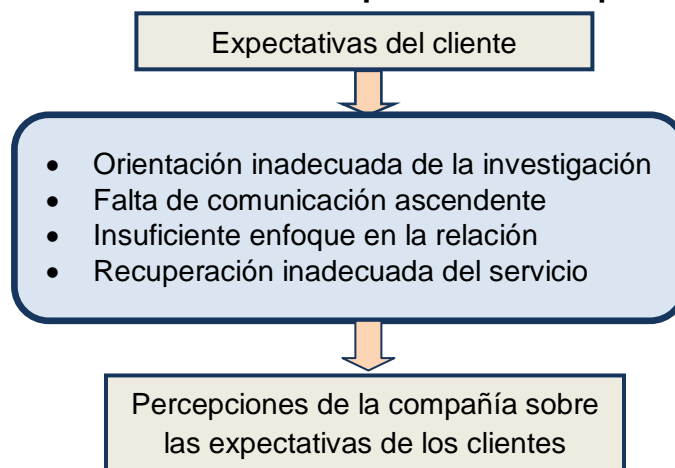 Expectativas del cliente
• Orientación inadecuada de la investigación
• Falta de comunicación ascendente
• Insuficiente enfoque en la relación
• Recuperación inadecuada del servicio
Percepciones de la compañía sobre
las expectativas de los clientes